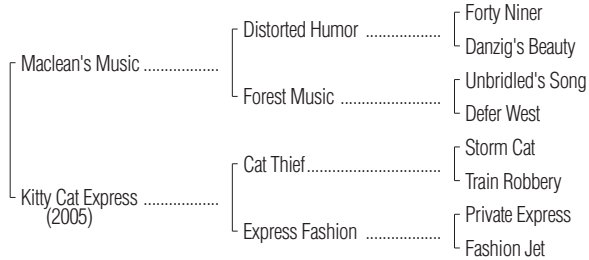 Forty Niner
Distorted Humor ..................
Danzig's Beauty
Maclean's Music ..................
Unbridled's Song
Forest Music ........................
Defer West
Storm Cat
Cat Thief................................
Train Robbery
Kitty Cat Express ..................
(2005)
Private Express
Express Fashion ..................
Fashion Jet